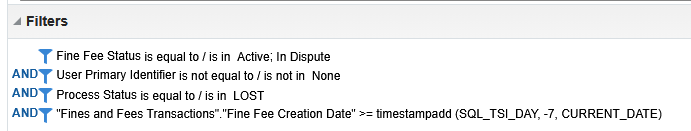 Filters
Fine Fee Status is equal to / is in Active; In Dispute
AND User Primary Identifier is not equal to / is not in None
AND Process Status is equal to / is in LOST
AND "Fines and Fees Transactions"."Fine Fee Creation Date" >= timestampadd (SQL_TSI_DAY, -7, CURRENT_DATE)